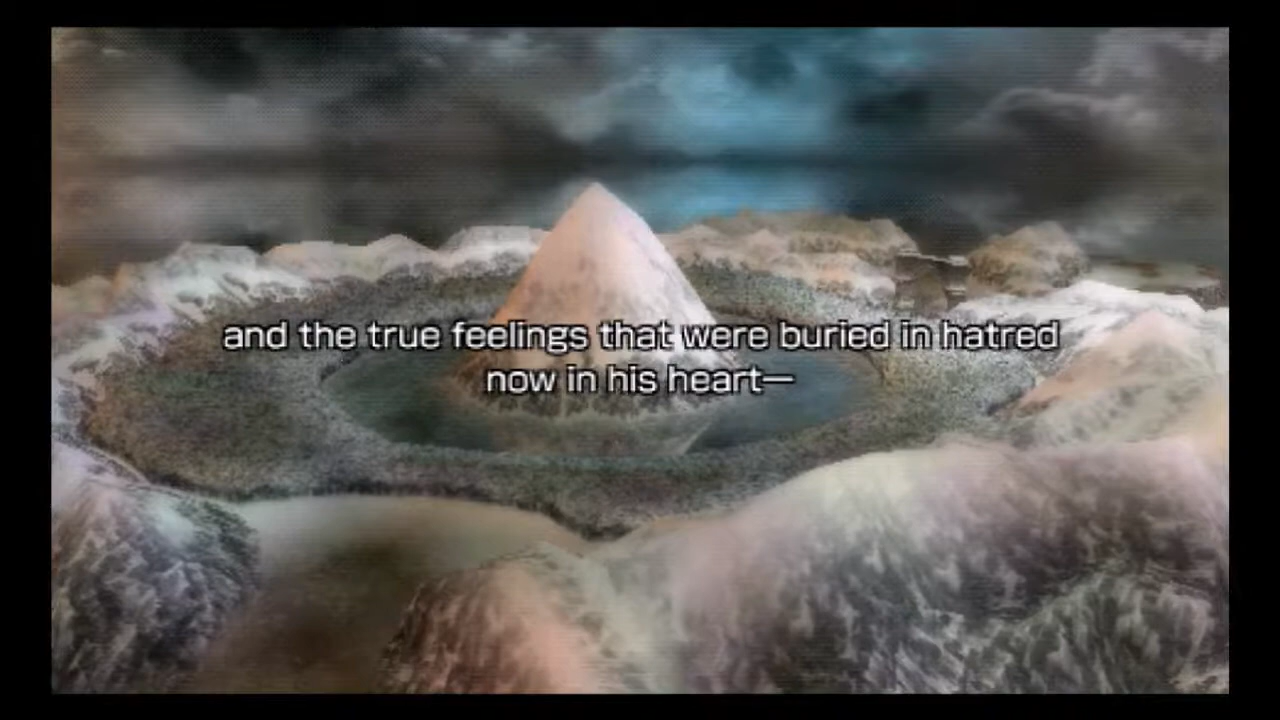 and the true feelings that were buried in hatred
now in his heart—